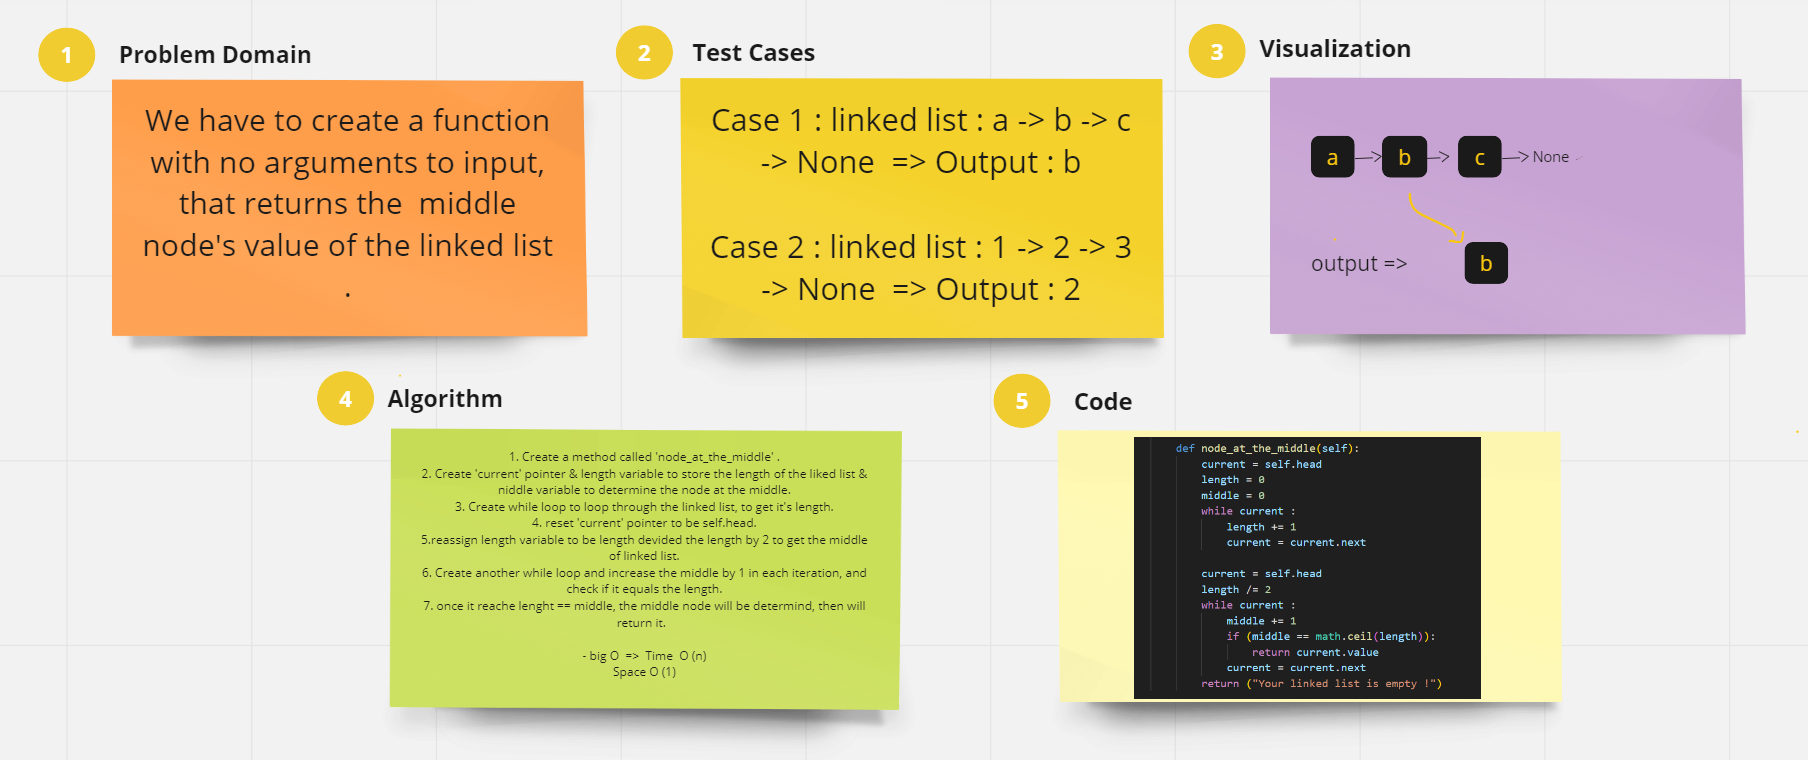 1
Problem Domain
We have to create a function
with no arguments to input,
that returns the middle
node's value of the linked list
.
2
Test Cases
Case 1 : linked list : a -> b -> c
-> None => Output : b
Case 2 : linked list : 1 -> 2 -> 3
-> None => Output : 2
3
Visualization
a
b
c
None
output =>
b
4
Algorithm
1. Create a method called 'node_at_the_middle' .
2. Create 'current' pointer & length variable to store the length of the liked list &
niddle variable to determine the node at the middle.
3. Create while loop to loop through the linked list, to get it's length.
4. reset 'current' pointer to be self.head.
5.reassign length variable to be length devided the length by 2 to get the middle
of linked list.
6. Create another while loop and increase the middle by 1 in each iteration, and
check if it equals the length.
7. once it reache lenght == middle, the middle node will be determind, then will
return it.
- big O => Time O (n)
Space O (1)
5
Code
def node_at_the_middle(self):
current = self.head
length = 0
middle = 0
while current :
length += 1
current = current.next
current = self.head
length /= 2
while current :
middle += 1
if (middle == math.ceil(length)):
return current.value
current = current.next
return ("Your linked list is empty !")